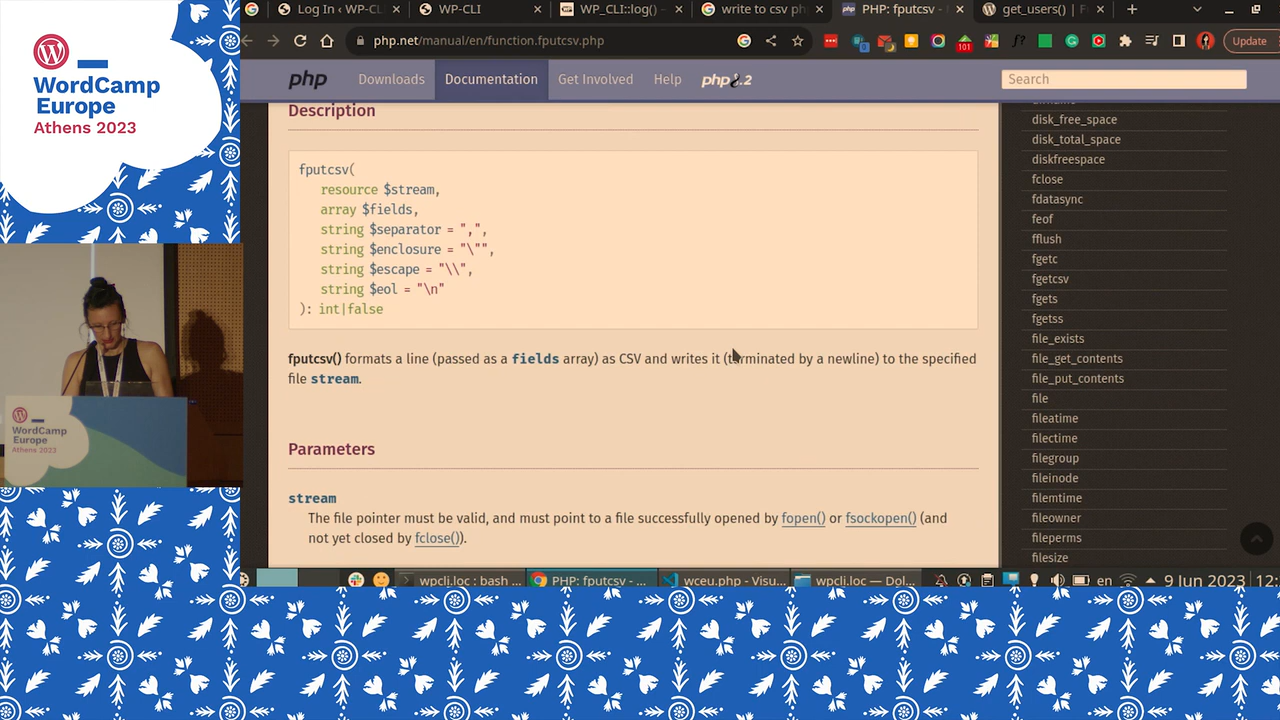 WordCamp
Europe
Athens 2023
Log In ‹ WP-CL
WP-CLI
WP_CLI::log() –
write to csv ph
PHP: fputcsv -
get_users() | F
php.net/manual/en/function.fputcsv.php
101
Update
php
Downloads
Documentation
Get Involved
Help
php8.2
Search
Description
fputcsv(
resource $stream,
array $fields,
string $separator = ",",
string $enclosure = "\"",
string $escape = "\\",
string $eol = "\n"
): int|false
fputcsv() formats a line (passed as a fields array) as CSV and writes it (terminated by a newline) to the specified
file stream.
Parameters
stream
The file pointer must be valid, and must point to a file successfully opened by fopen() or fsockopen() (and
not yet closed by fclose()).
disk_free_space
disk_total_space
diskfreespace
fclose
fdatasync
feof
fflush
fgetc
fgetcsv
fgets
fgetss
file_exists
file_get_contents
file_put_contents
file
fileatime
filectime
filegroup
fileinode
filemtime
fileowner
fileperms
filesize
WordCamp
Europe
Athens 2023
wpcli.loc : bash ...
PHP: fputcsv - ...
wceu.php - Visu...
wpcli.loc — Dol...
en
9 Jun 2023
12: